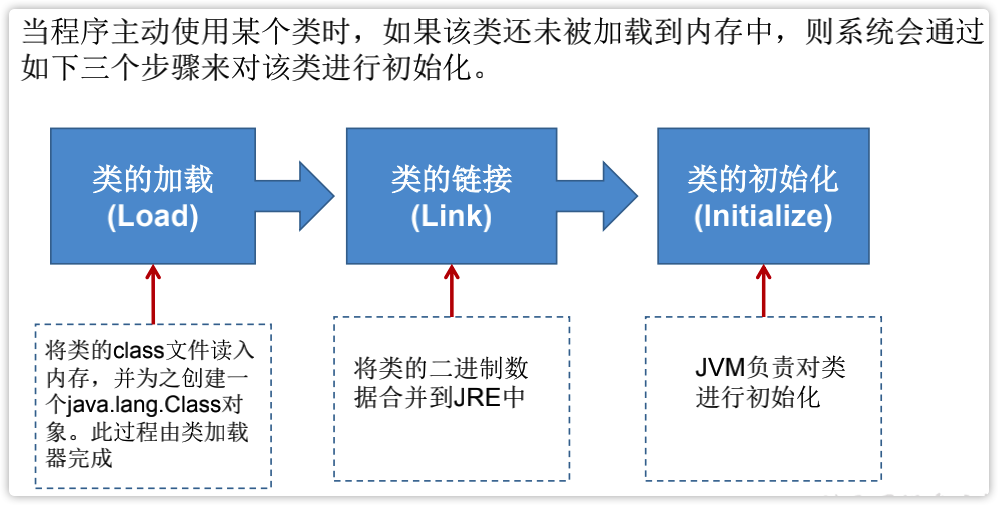 当程序主动使用某个类时，如果该类还未被加载到内存中，则系统会通过
如下三个步骤来对该类进行初始化。
类的加载
(Load)
类的链接
(Link)
类的初始化
(Initialize)
将类的class文件读入
内存，并为之创建一
个java.lang.Class对
象。此过程由类加载
器完成
将类的二进制数
据合并到JRE中
JVM负责对类
进行初始化